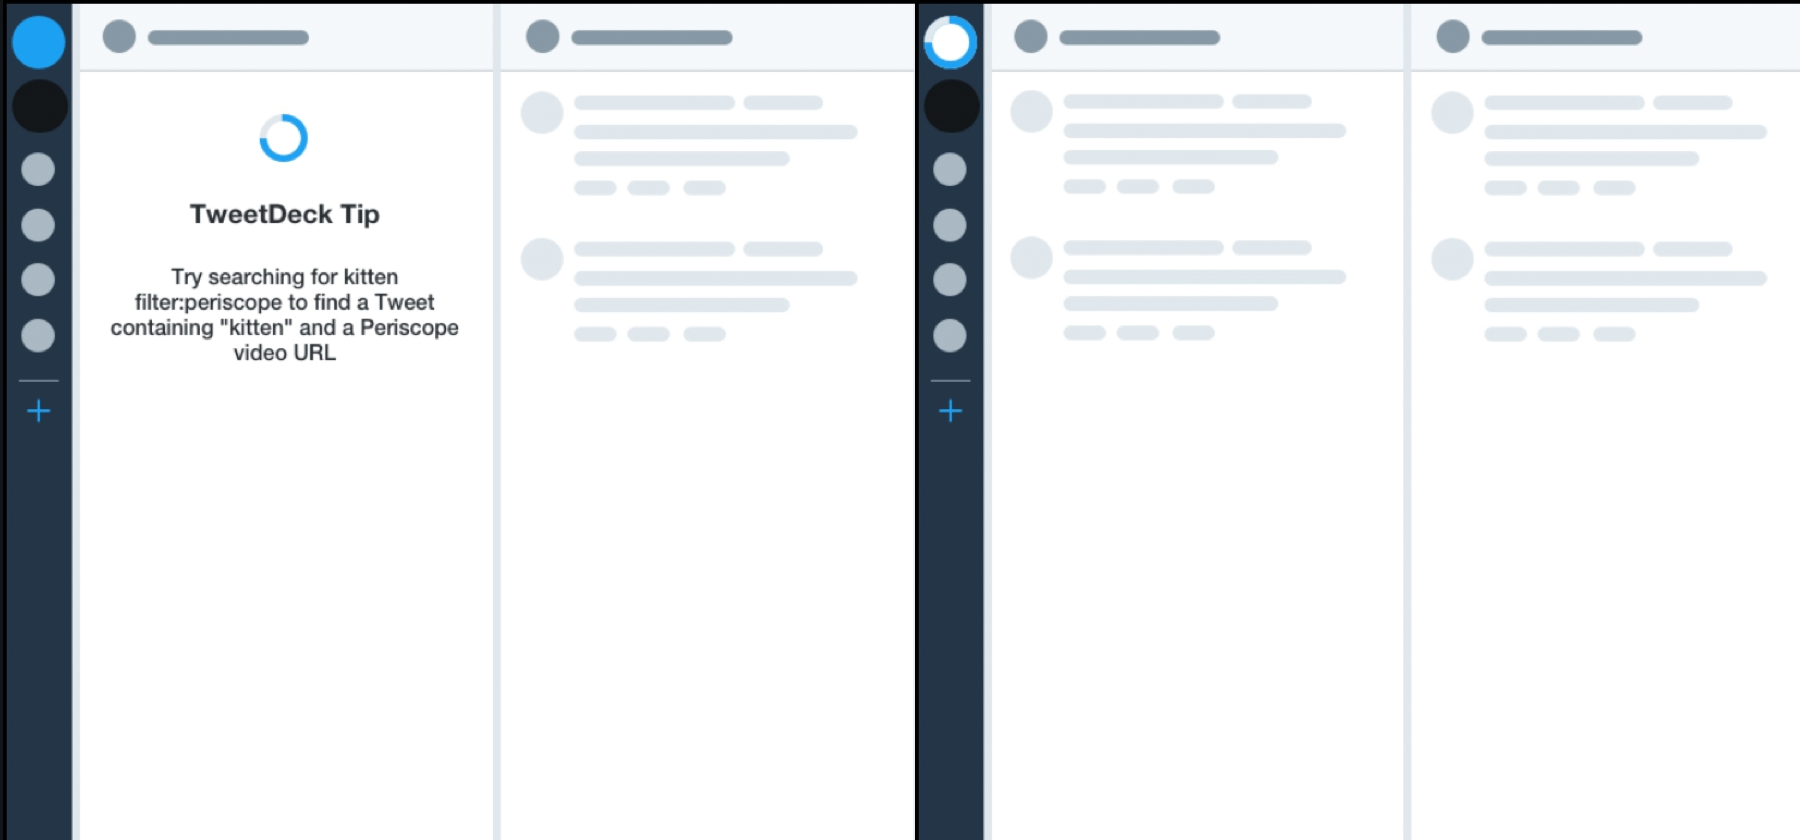 TweetDeck Tip
Try searching for kitten
filter:periscope to find a Tweet
containing "kitten" and a Periscope
video URL